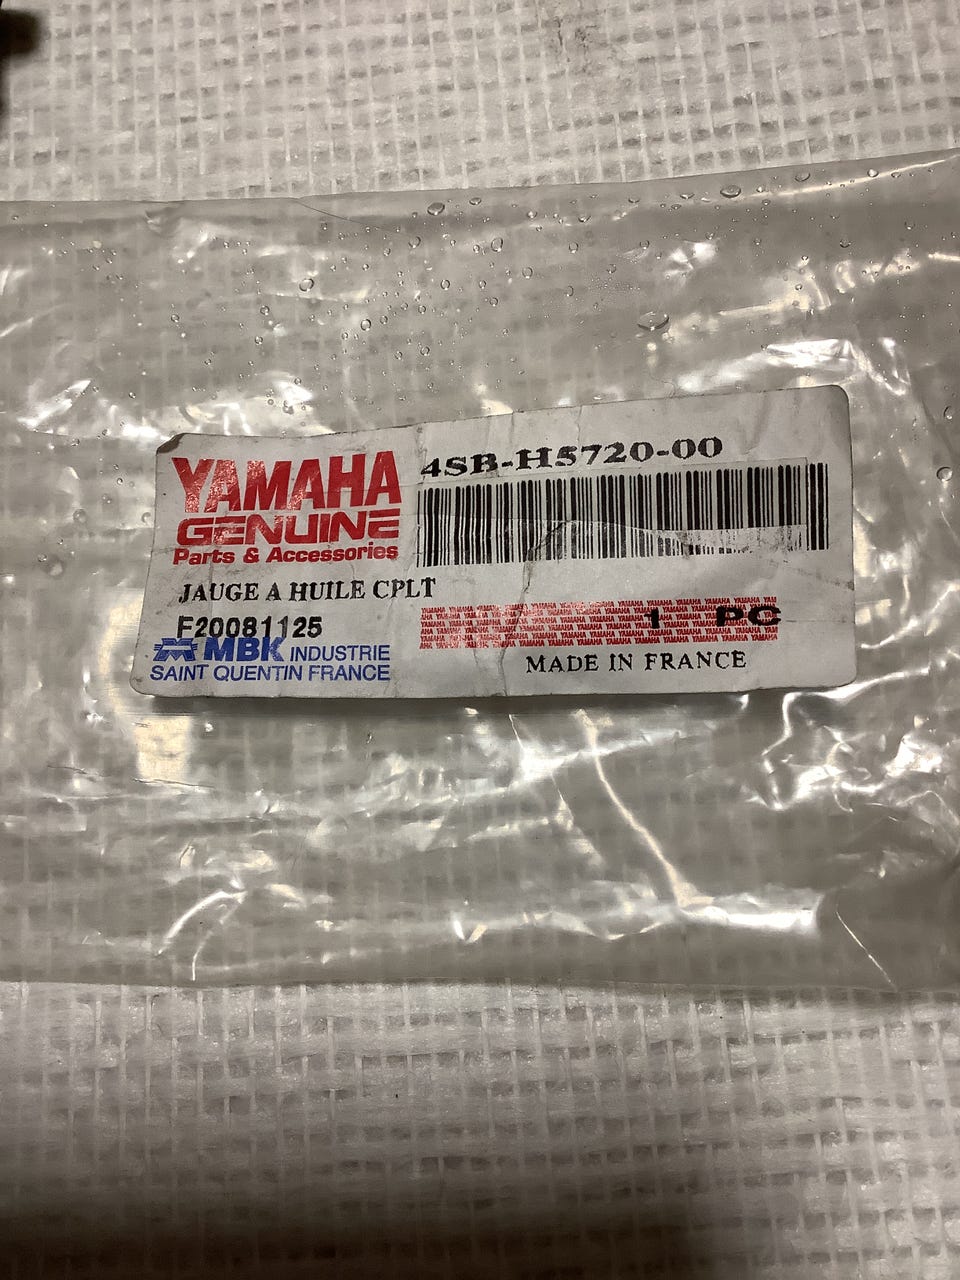 YAMAHA
GENUINE
Parts & Accessories
4SB-H5720-00
JAUGE A HUILE CPLT
F20081125
MBK INDUSTRIE
SAINT QUENTIN FRANCE
1 PC
MADE IN FRANCE